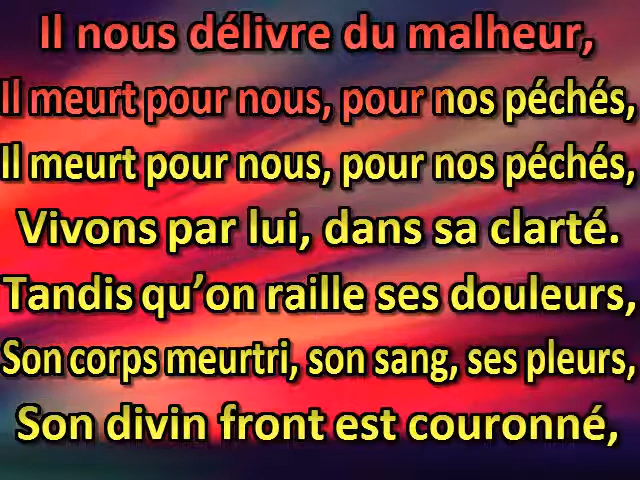 Il nous délivre du malheur,
Il meurt pour nous, pour nos péchés,
Il meurt pour nous, pour nos péchés,
Vivons par lui, dans sa clarté.
Tandis qu’on raille ses douleurs,
Son corps meurtri, son sang, ses pleurs,
Son divin front est couronné,